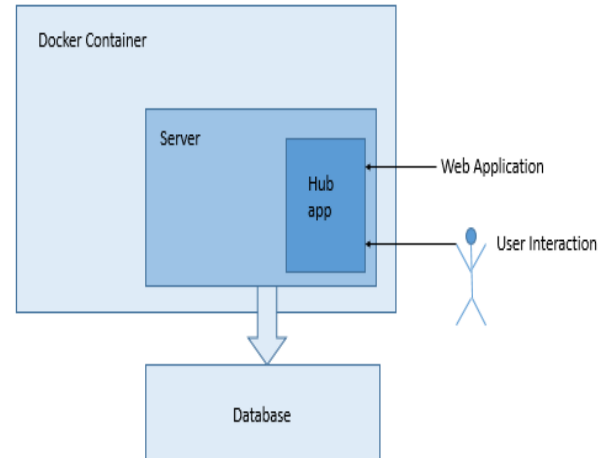 Docker Container
Server
Hub
app
Web Application
User Interaction
Database